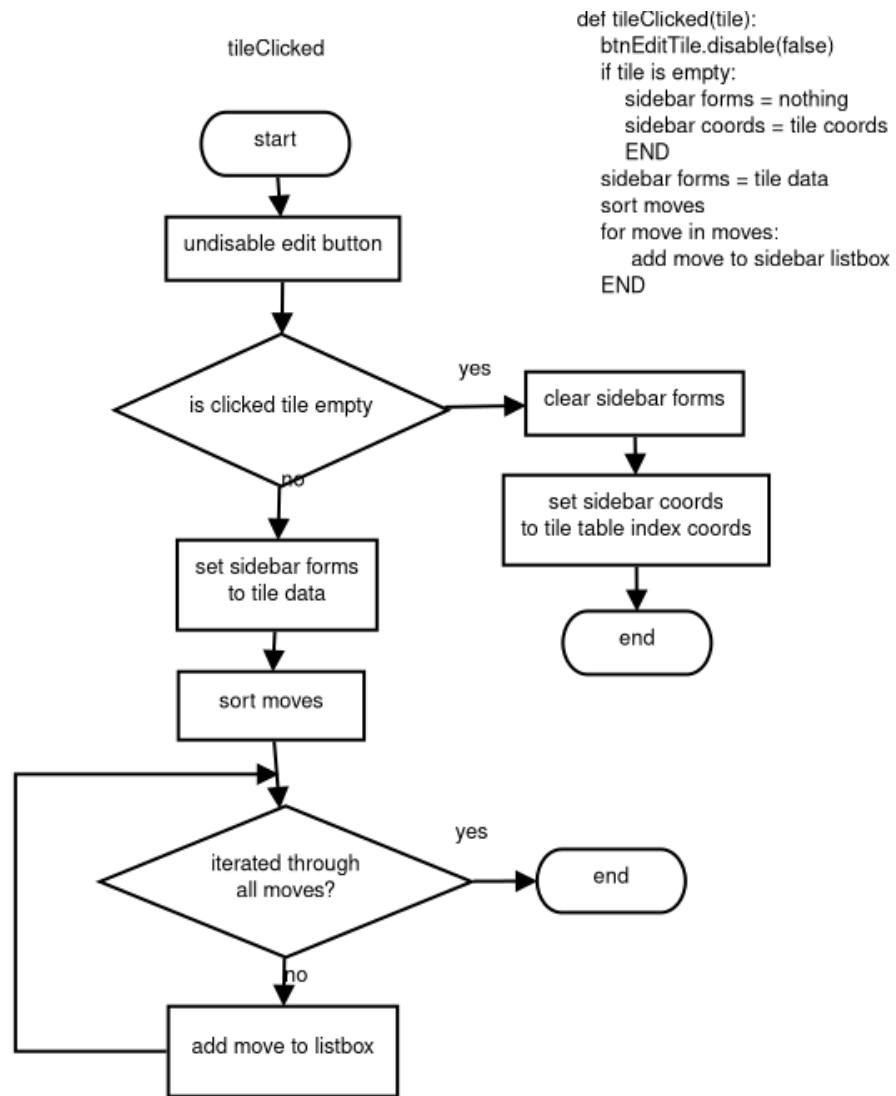 tileClicked
start
undisable edit button
is clicked tile empty
yes
clear sidebar forms
set sidebar coords
to tile table index coords
end
no
set sidebar forms
to tile data
sort moves
iterated through
all moves?
yes
end
no
add move to listbox
def tileClicked(tile):
btnEditTile.disable(false)
if tile is empty:
sidebar forms = nothing
sidebar coords = tile coords
END
sidebar forms = tile data
sort moves
for move in moves:
add move to sidebar listbox
END